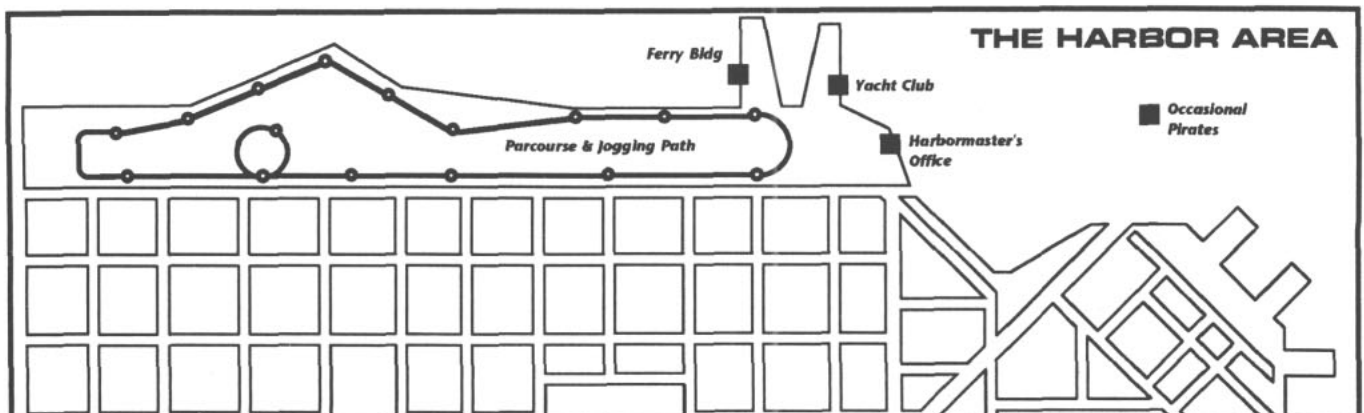 THE HARBOR AREA
Ferry Bldg
Yacht Club
Occasional
Pirates
Parcourse & Jogging Path
Harbormaster's
Office